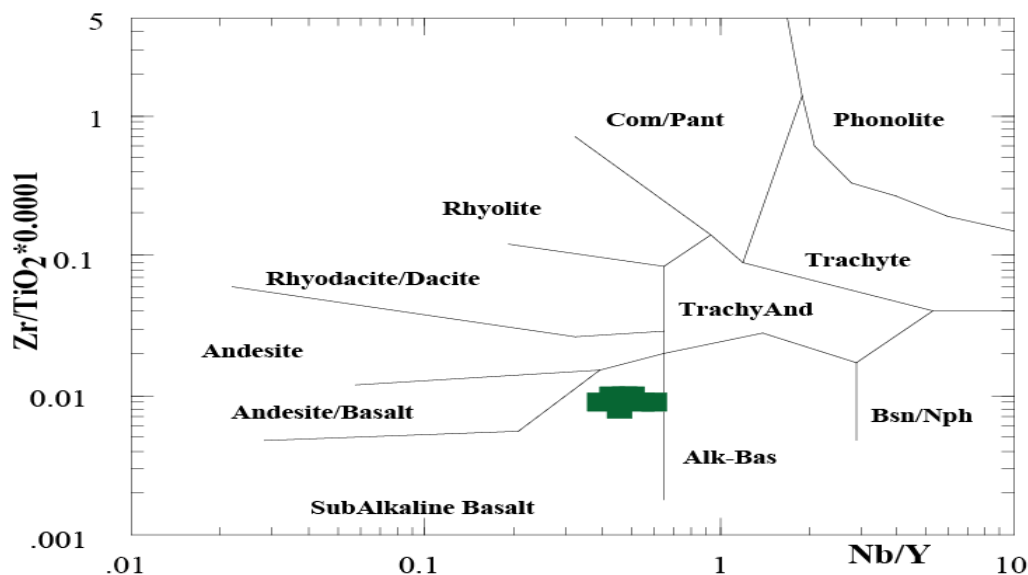 5
Com/Pant
Phonolite
1
Zr/TiO2*0.0001
Rhyolite
0.1
Trachyte
Rhyodacite/Dacite
TrachyAnd
Andesite
0.01
Andesite/Basalt
Bsn/Nph
Alk-Bas
SubAlkaline Basalt
.001
Nb/Y
.01
0.1
1
10